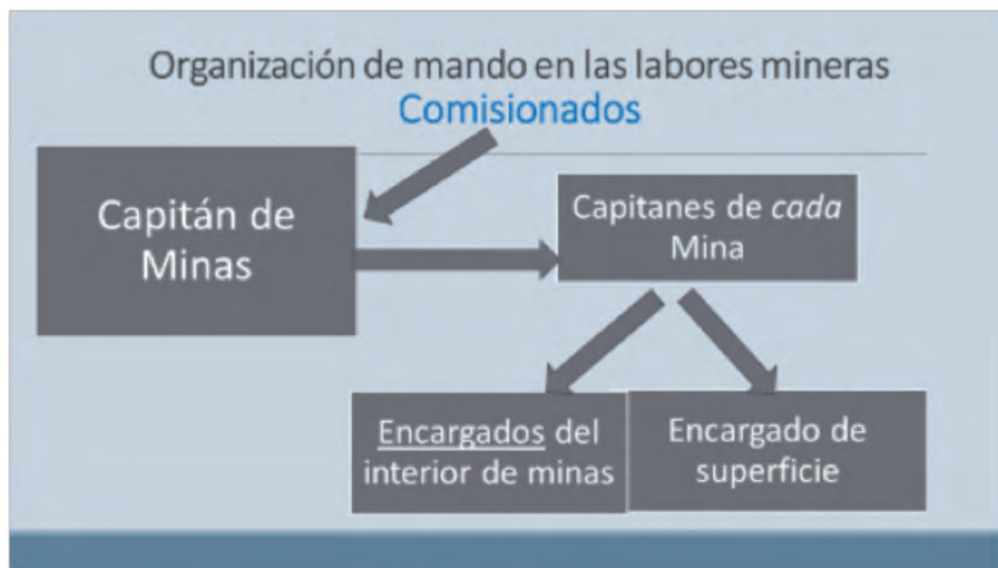 Organización de mando en las labores mineras
Comisionados
Capitán de
Minas
Capitanes de cada
Mina
Encargados del
interior de minas
Encargado de
superficie